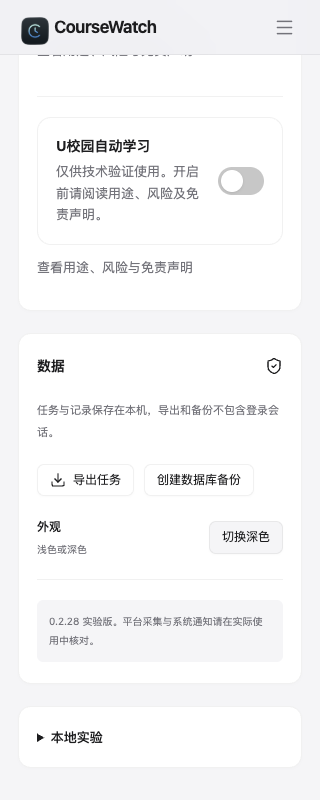 CourseWatch
U校园自动学习
仅供技术验证使用。开启
前请阅读用途、风险及免
责声明。
查看用途、风险与免责声明
数据
任务与记录保存在本机，导出和备份不包含登录会
话。
导出任务
创建数据库备份
外观
浅色或深色
切换深色
0.2.28 实验版。平台采集与系统通知请在实际使
用中核对。
本地实验